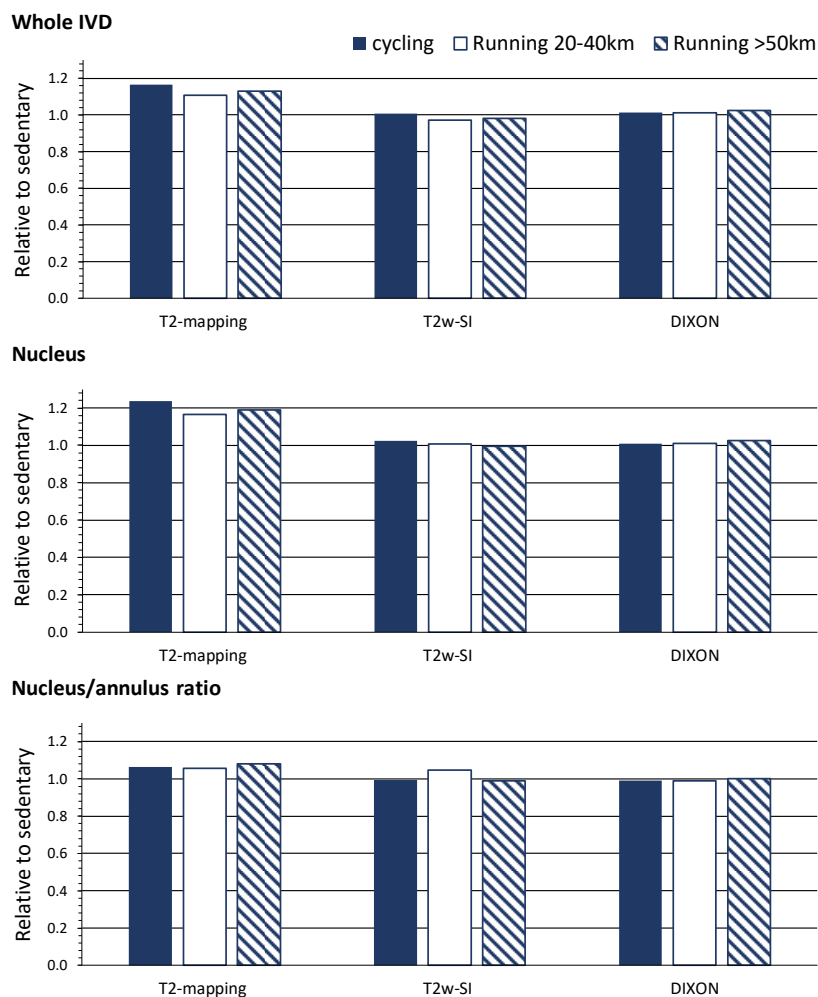 Whole IVD
cycling Running 20-40km Running >50km
Relative to sedentary
1.2
1.0
0.8
0.6
0.4
0.2
0.0
T2-mapping T2w-SI DIXON
Nucleus
Relative to sedentary
1.2
1.0
0.8
0.6
0.4
0.2
0.0
T2-mapping T2w-SI DIXON
Nucleus/annulus ratio
Relative to sedentary
1.2
1.0
0.8
0.6
0.4
0.2
0.0
T2-mapping T2w-SI DIXON